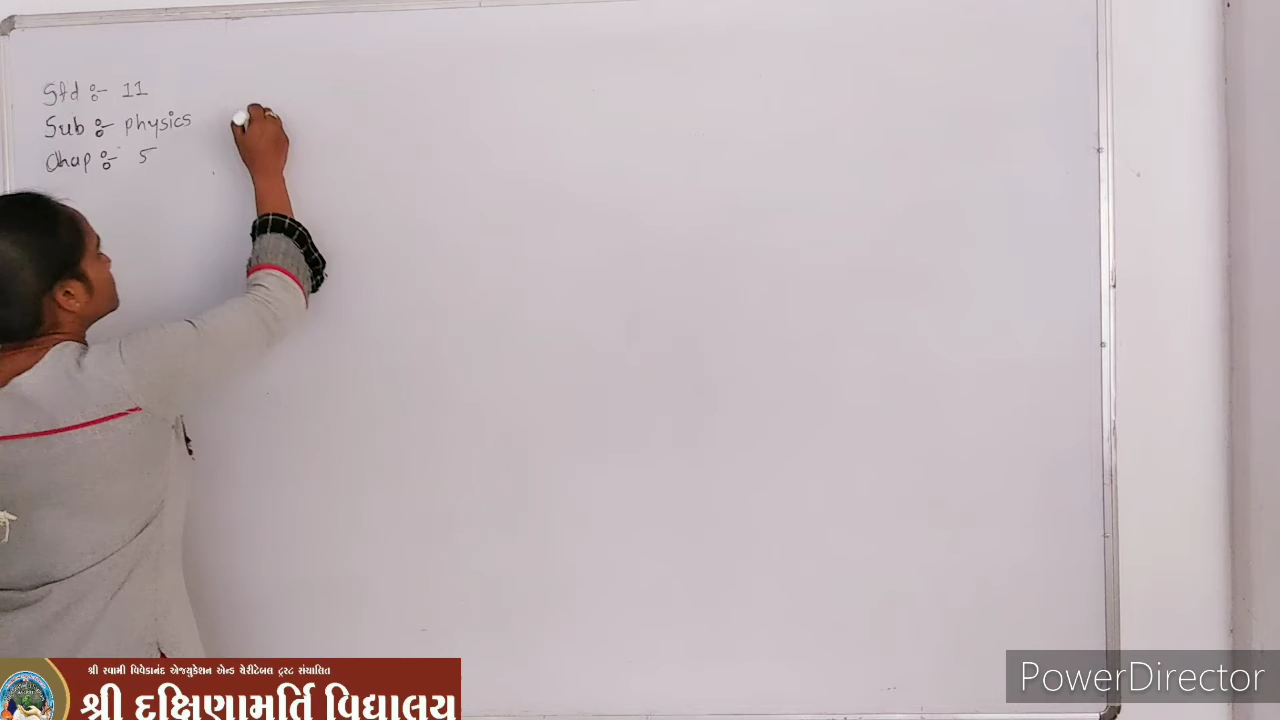 Std :- 11
Sub :- physics
Chap :- 5
શ્રી સ્વામી વિવેકાનંદ એજ્યુકેશન એન્ડ ચેરીટેબલ ટ્રસ્ટ સંચાલિત
શ્રી દક્ષિણામૂર્તિ વિદ્યાલય
PowerDirector